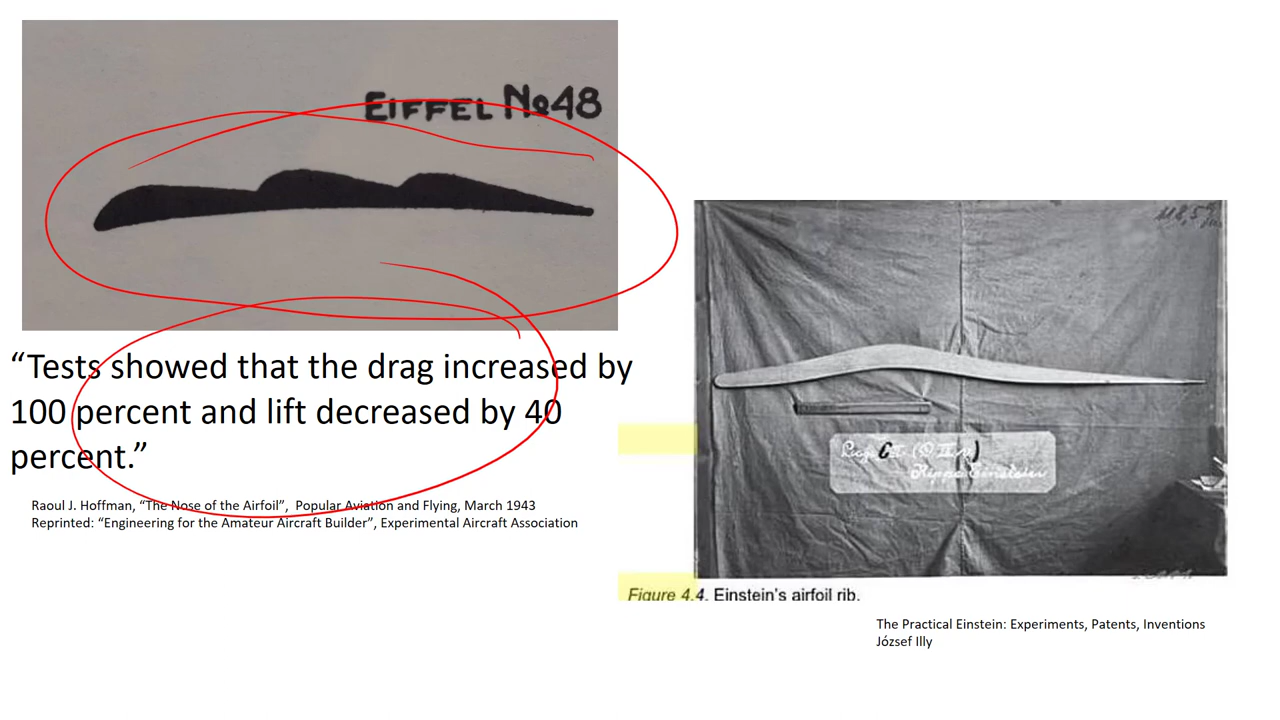 EIFFEL No48
“Tests showed that the drag increased by
100 percent and lift decreased by 40
percent.”
Raoul J. Hoffman, “The Nose of the Airfoil”, Popular Aviation and Flying, March 1943
Reprinted: “Engineering for the Amateur Aircraft Builder”, Experimental Aircraft Association
Rippe Einstein
Figure 4.4. Einstein's airfoil rib.
The Practical Einstein: Experiments, Patents, Inventions
József Illy